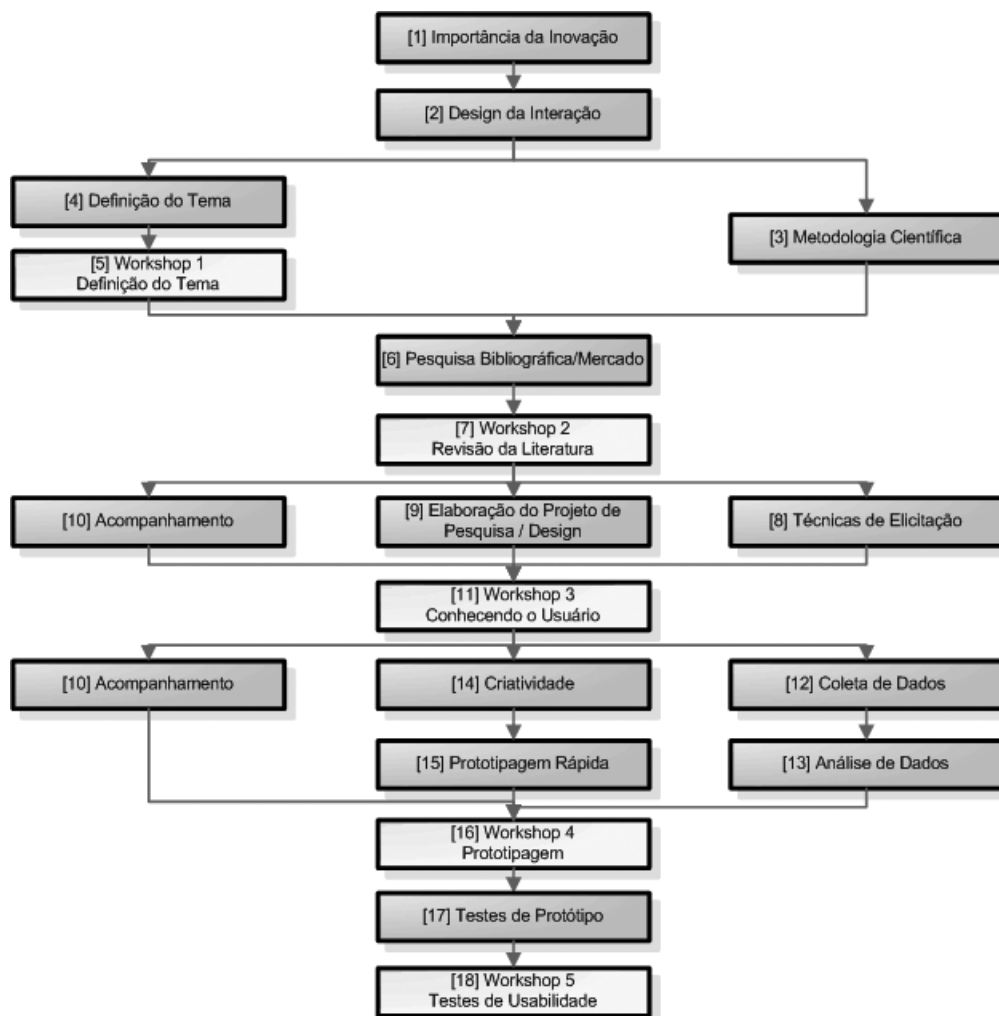 [1] Importância da Inovação
[2] Design da Interação
[4] Definição do Tema
[3] Metodologia Científica
[5] Workshop 1
Definição do Tema
[6] Pesquisa Bibliográfica/Mercado
[7] Workshop 2
Revisão da Literatura
[10] Acompanhamento
[9] Elaboração do Projeto de
Pesquisa / Design
[8] Técnicas de Elicitação
[11] Workshop 3
Conhecendo o Usuário
[10] Acompanhamento
[14] Criatividade
[12] Coleta de Dados
[15] Prototipagem Rápida
[13] Análise de Dados
[16] Workshop 4
Prototipagem
[17] Testes de Protótipo
[18] Workshop 5
Testes de Usabilidade